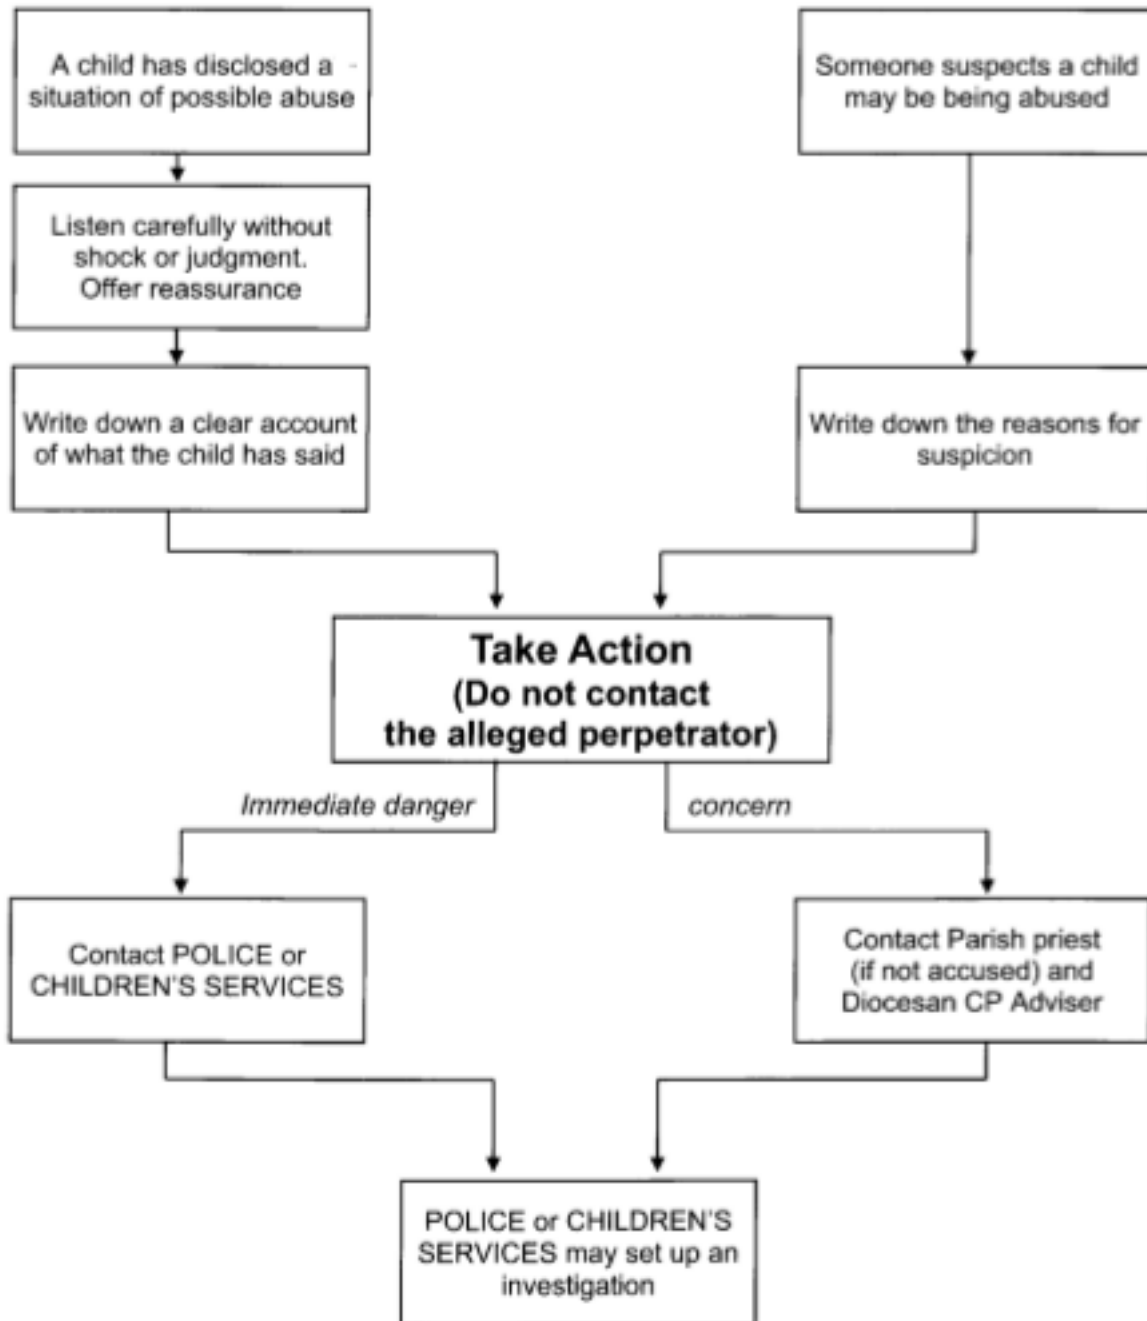 A child has disclosed a
situation of possible abuse
Someone suspects a child
may be being abused
Listen carefully without
shock or judgment.
Offer reassurance
Write down a clear account
of what the child has said
Write down the reasons for
suspicion
Take Action
(Do not contact
the alleged perpetrator)
Immediate danger
concern
Contact POLICE or
CHILDREN'S SERVICES
Contact Parish priest
(if not accused) and
Diocesan CP Adviser
POLICE or CHILDREN'S
SERVICES may set up an
investigation